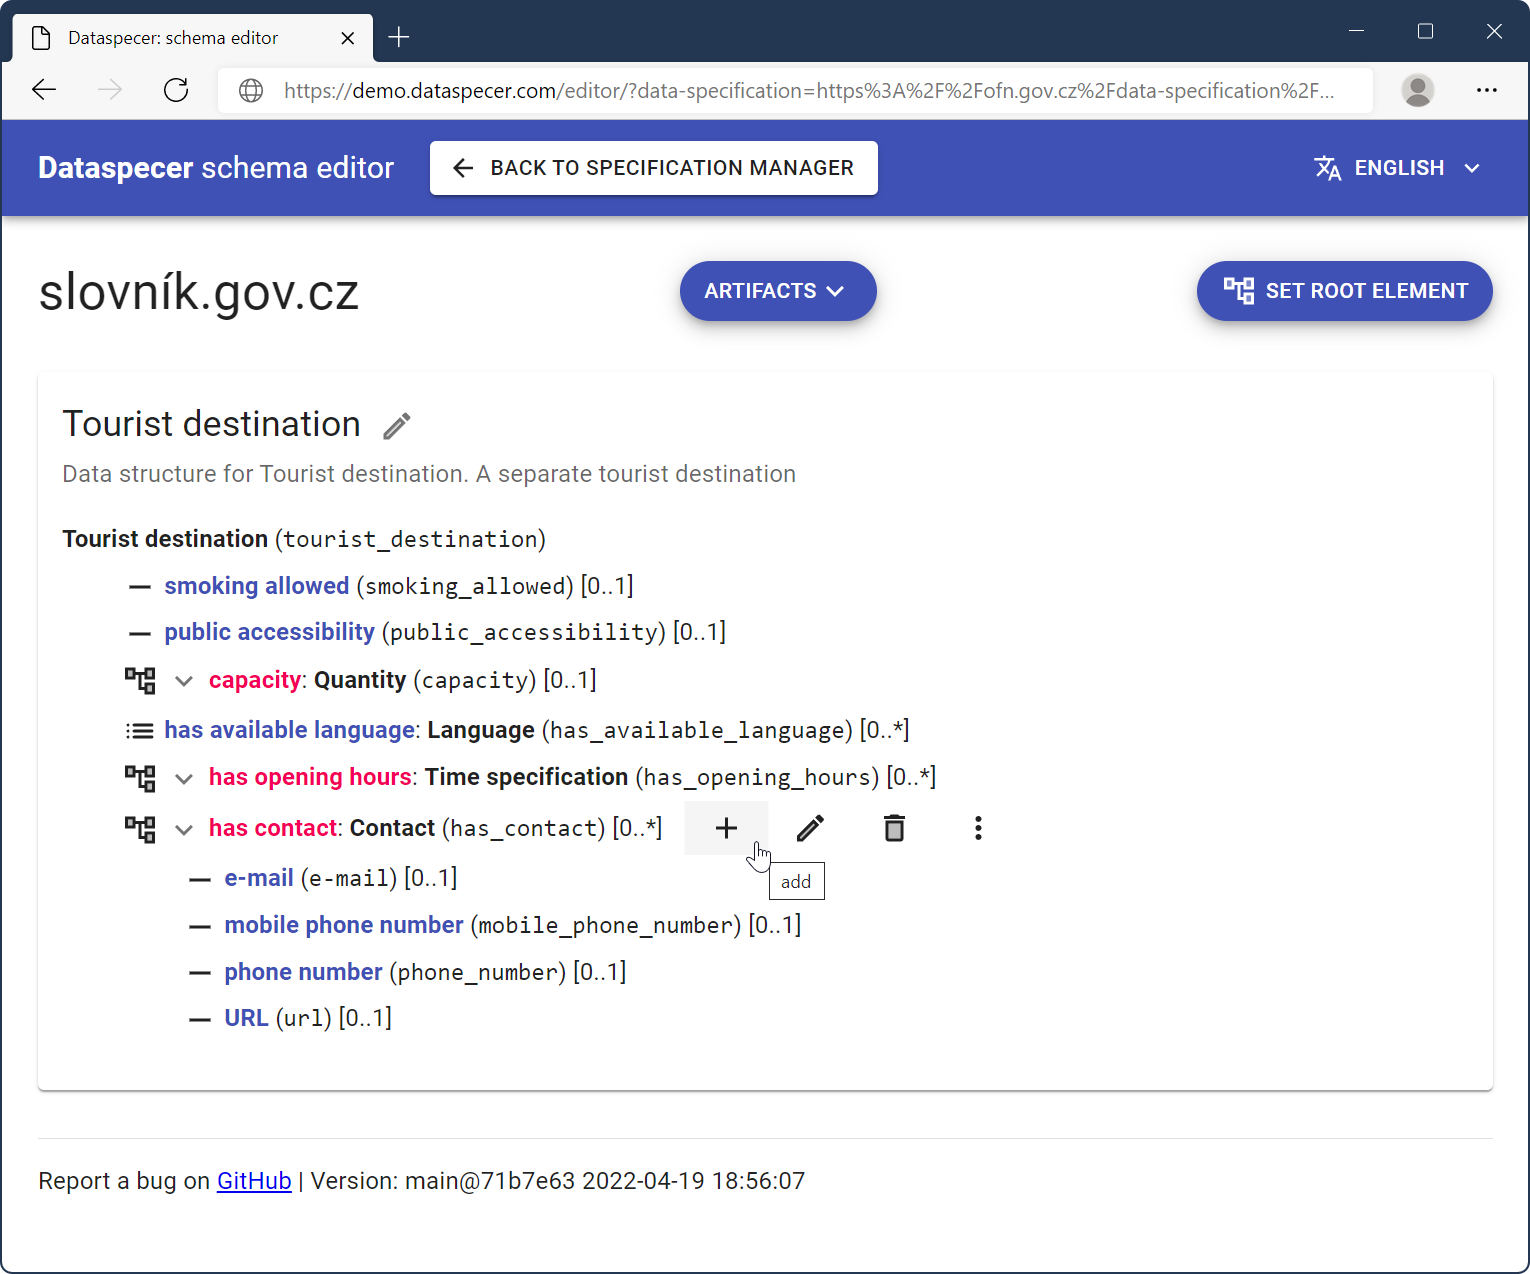 Dataspecer: schema editor
https://demo.dataspecer.com/editor/?data-specification=https%3A%2F%2Fofn.gov.cz%2Fdata-specification%2F...
Dataspecer schema editor
BACK TO SPECIFICATION MANAGER
ENGLISH
slovník.gov.cz
ARTIFACTS
SET ROOT ELEMENT
Tourist destination
Data structure for Tourist destination. A separate tourist destination
Tourist destination (tourist_destination)
smoking allowed (smoking_allowed) [0..1]
public accessibility (public_accessibility) [0..1]
capacity: Quantity (capacity) [0..1]
has available language: Language (has_available_language) [0..*]
has opening hours: Time specification (has_opening_hours) [0..*]
has contact: Contact (has_contact) [0..*]
add
e-mail (e-mail) [0..1]
mobile phone number (mobile_phone_number) [0..1]
phone number (phone_number) [0..1]
URL (url) [0..1]
Report a bug on GitHub | Version: main@71b7e63 2022-04-19 18:56:07